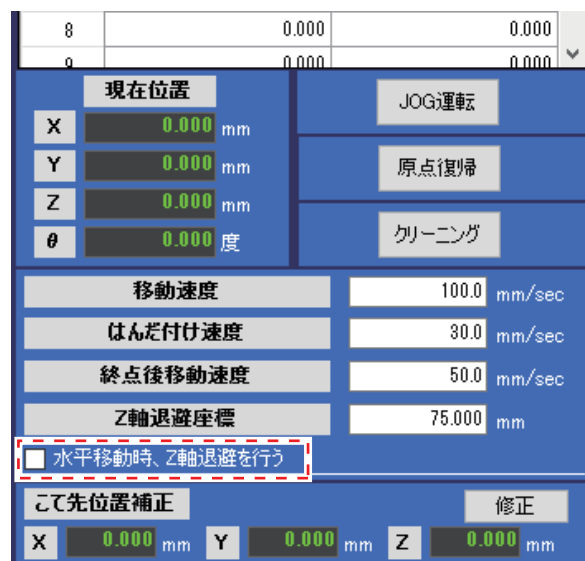 8 0.000 0.000
9 0.000 0.000
現在位置
X 0.000 mm
Y 0.000 mm
Z 0.000 mm
θ 0.000 度
JOG運転
原点復帰
クリーニング
移動速度 100.0 mm/sec
はんだ付け速度 30.0 mm/sec
終点後移動速度 50.0 mm/sec
Z軸退避座標 75.000 mm
水平移動時、Z軸退避を行う
こて先位置補正 修正
X 0.000 mm Y 0.000 mm Z 0.000 mm